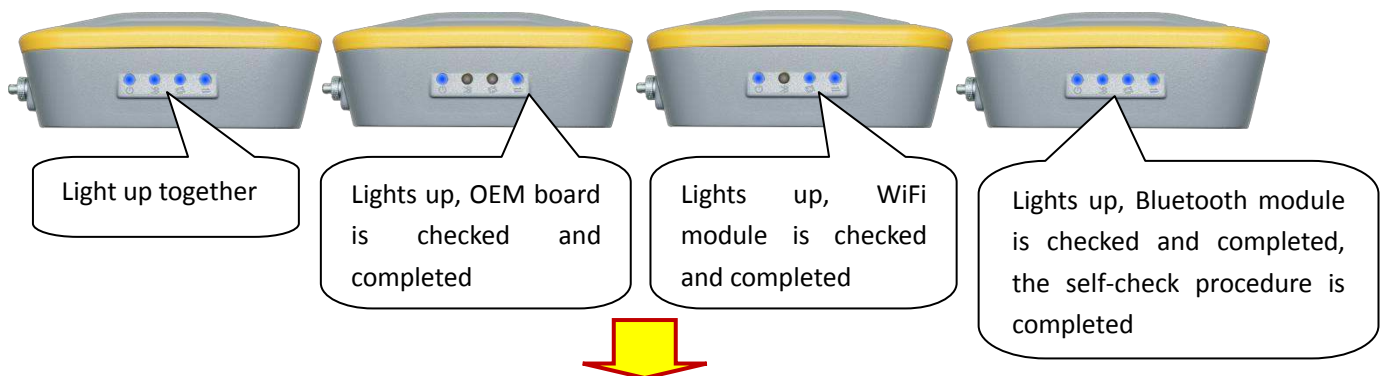 Light up together
Lights up, OEM board
is checked and
completed
Lights up, WiFi
module is checked
and completed
Lights up, Bluetooth module
is checked and completed,
the self-check procedure is
completed